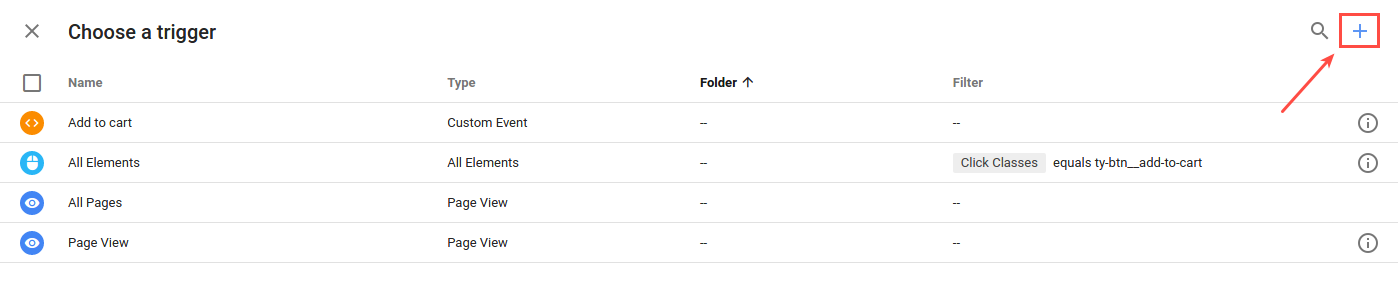 Choose a trigger
Name Type Folder Filter
Add to cart Custom Event -- --
All Elements All Elements -- Click Classes equals ty-btn__add-to-cart
All Pages Page View -- --
Page View Page View -- --